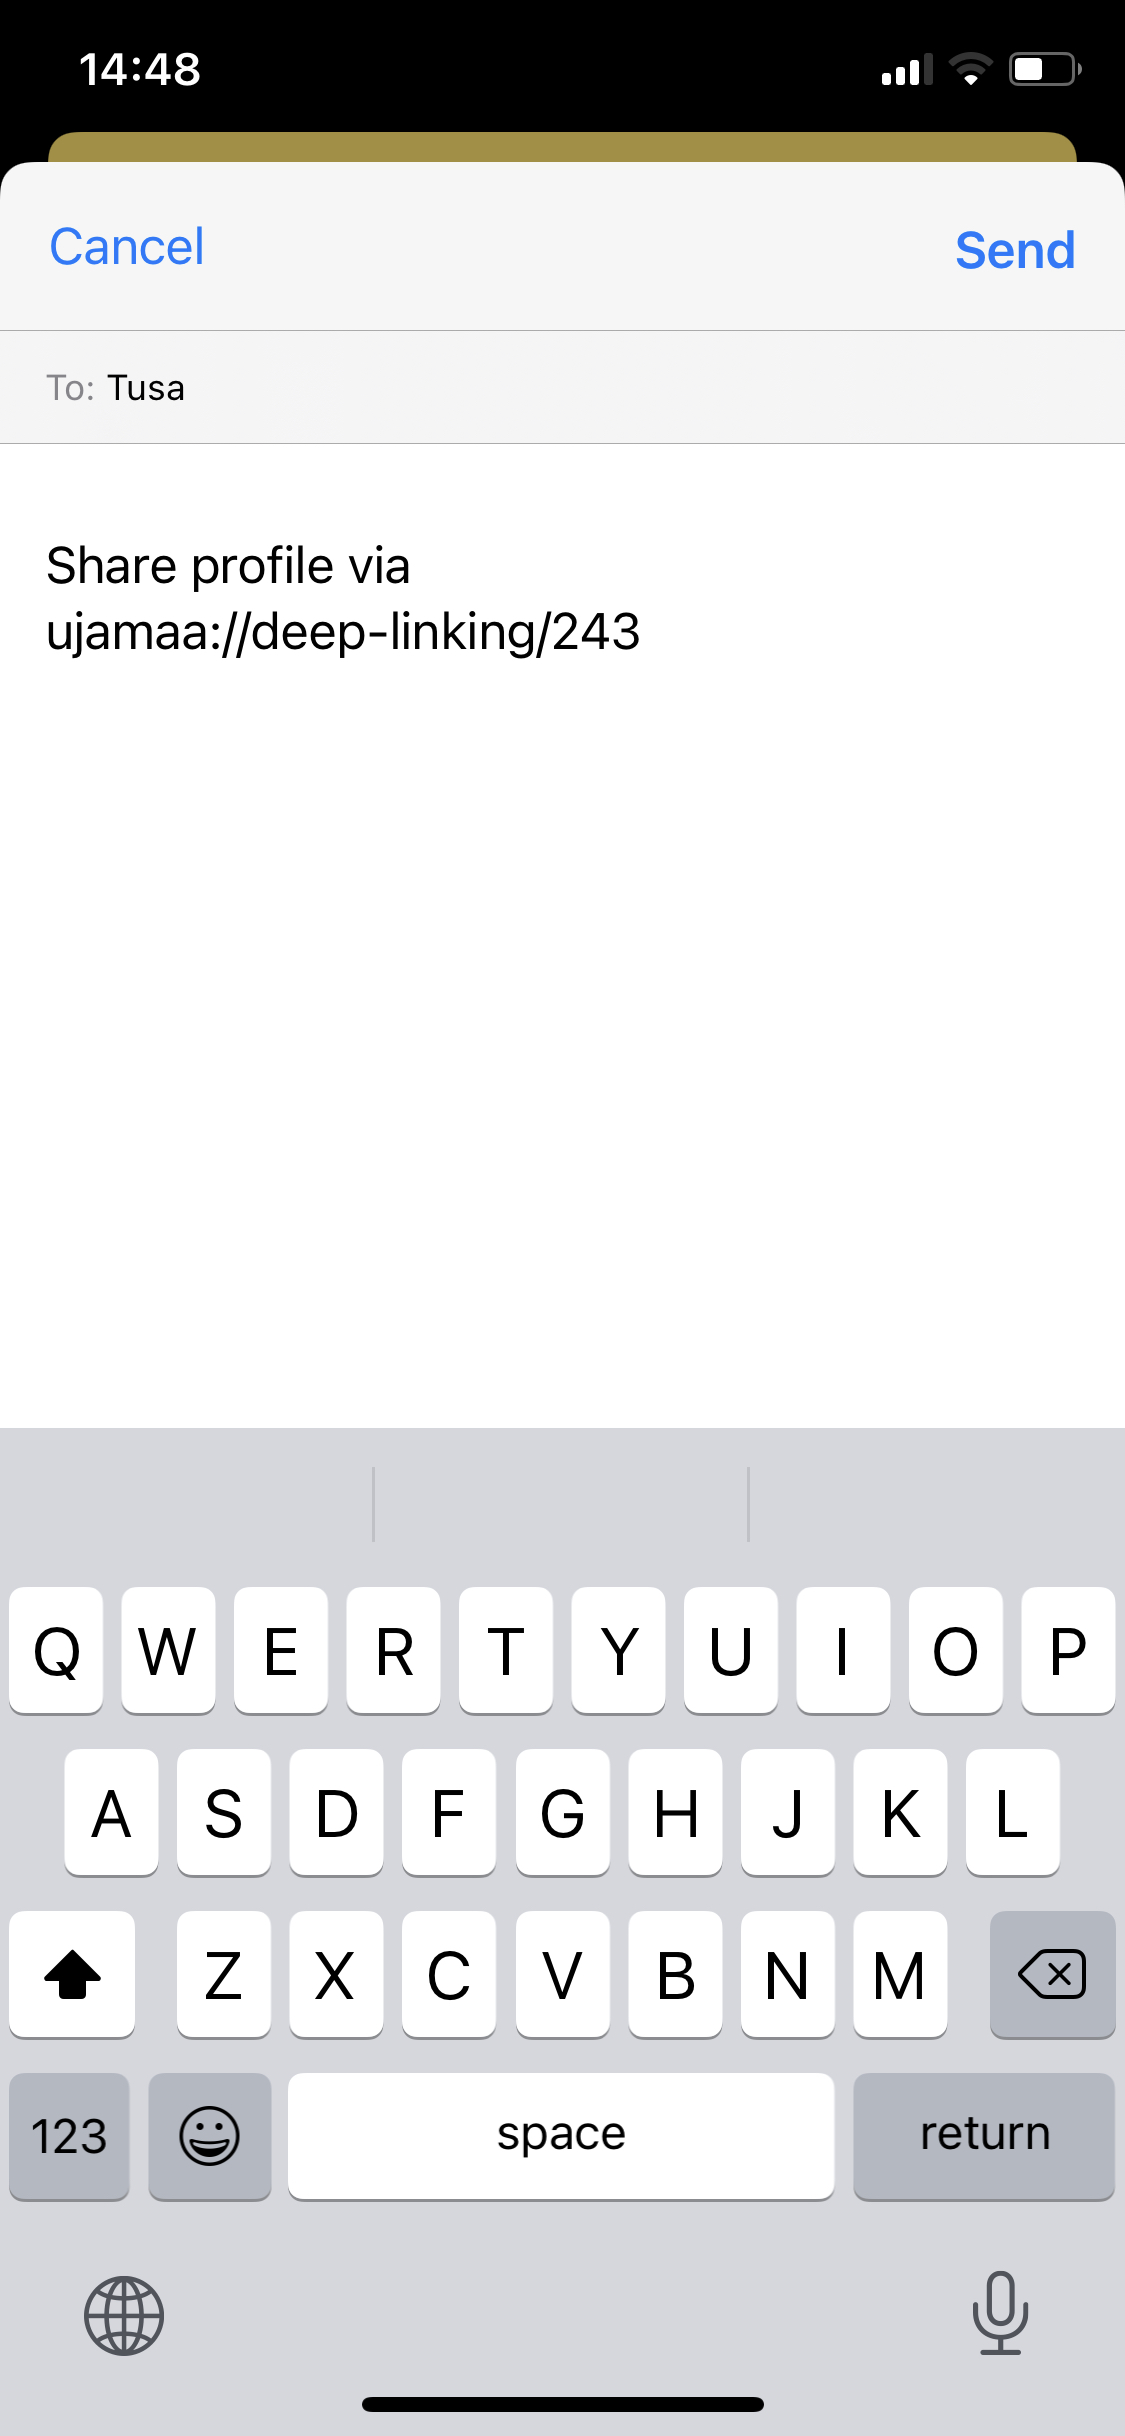 14:48
Cancel
Send
To: Tusa
Share profile via
ujamaa://deep-linking/243
Q W E R T Y U I O P
A S D F G H J K L
Z X C V B N M
123
space
return